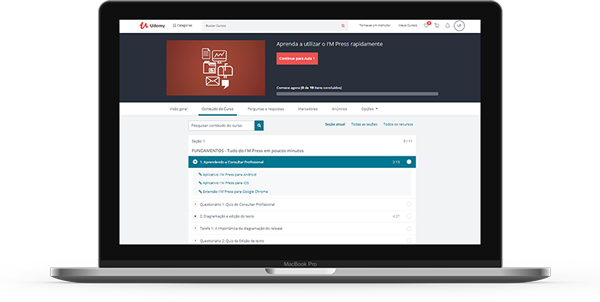 Udemy
Categorias
Buscar Cursos
Torne-se um instrutor
Meus Cursos
Aprenda a utilizar o I'M Press rapidamente
Continue para Aula 1
Comece agora (0 de 19 itens concluídos)
Visão geral
Conteúdo do Curso
Perguntas e respostas
Marcadores
Anúncios
Opções
Pesquisar conteúdo do curso
Seção atual
Todas as seções
Todos os recursos
Seção: 1
0 / 11
FUNDAMENTOS - Tudo do I'M Press em poucos minutos
1. Aprendendo a Consultar Profissional
Aplicativo I'M Press para Android
Aplicativo I'M Press para iOS
Extensão I'M Press para Google Chrome
Questionário 1: Quiz do Consultar Profissional
2. Diagramação e edição do texto
Tarefa 1: A importância da diagramação do release
Questionário 2: Quiz da Edição de texto
MacBook Pro